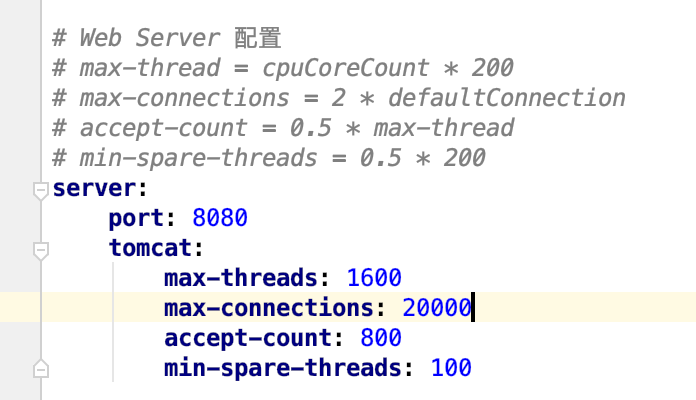 # Web Server 配置
# max-thread = cpuCoreCount * 200
# max-connections = 2 * defaultConnection
# accept-count = 0.5 * max-thread
# min-spare-threads = 0.5 * 200
server:
    port: 8080
    tomcat:
        max-threads: 1600
        max-connections: 20000
        accept-count: 800
        min-spare-threads: 100